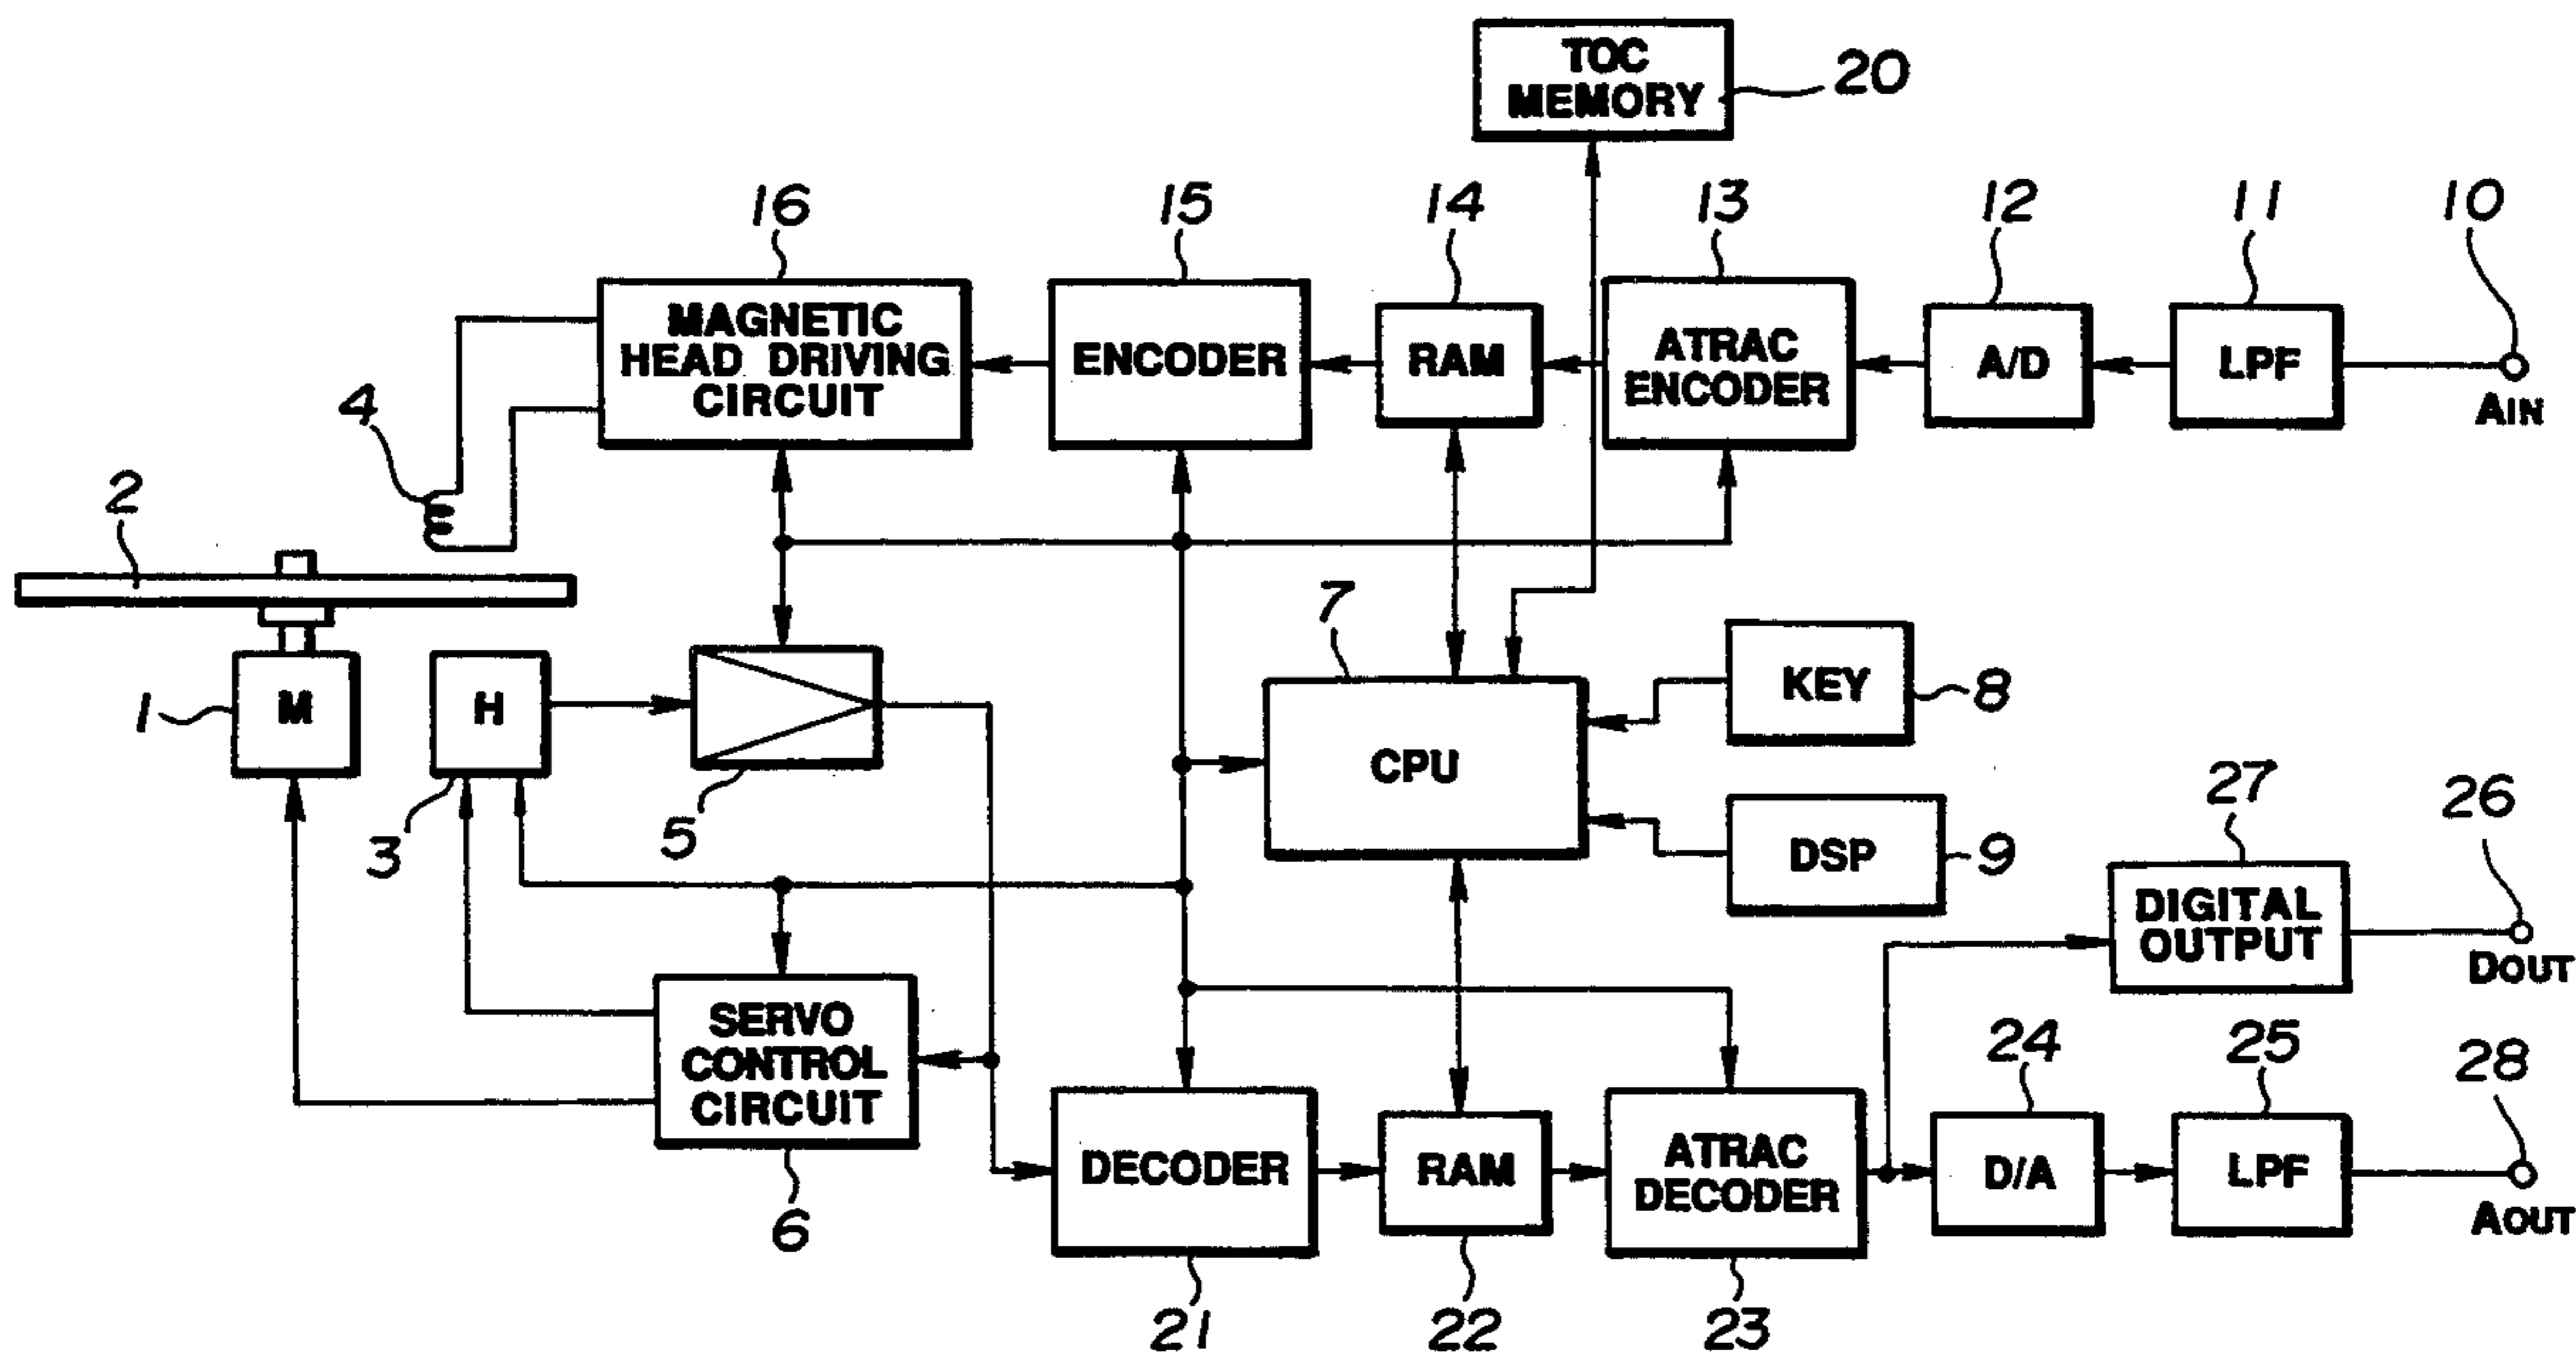 TOC
MEMORY
20
16
15
14
13
12
11
10
MAGNETIC
HEAD DRIVING
CIRCUIT
ENCODER
RAM
ATRAC
ENCODER
A/D
LPF
AIN
4
2
7
KEY
8
1
M
H
CPU
3
5
DSP
9
27
26
DIGITAL
OUTPUT
DOUT
SERVO
CONTROL
CIRCUIT
6
24
25
28
DECODER
RAM
ATRAC
DECODER
D/A
LPF
AOUT
21
22
23